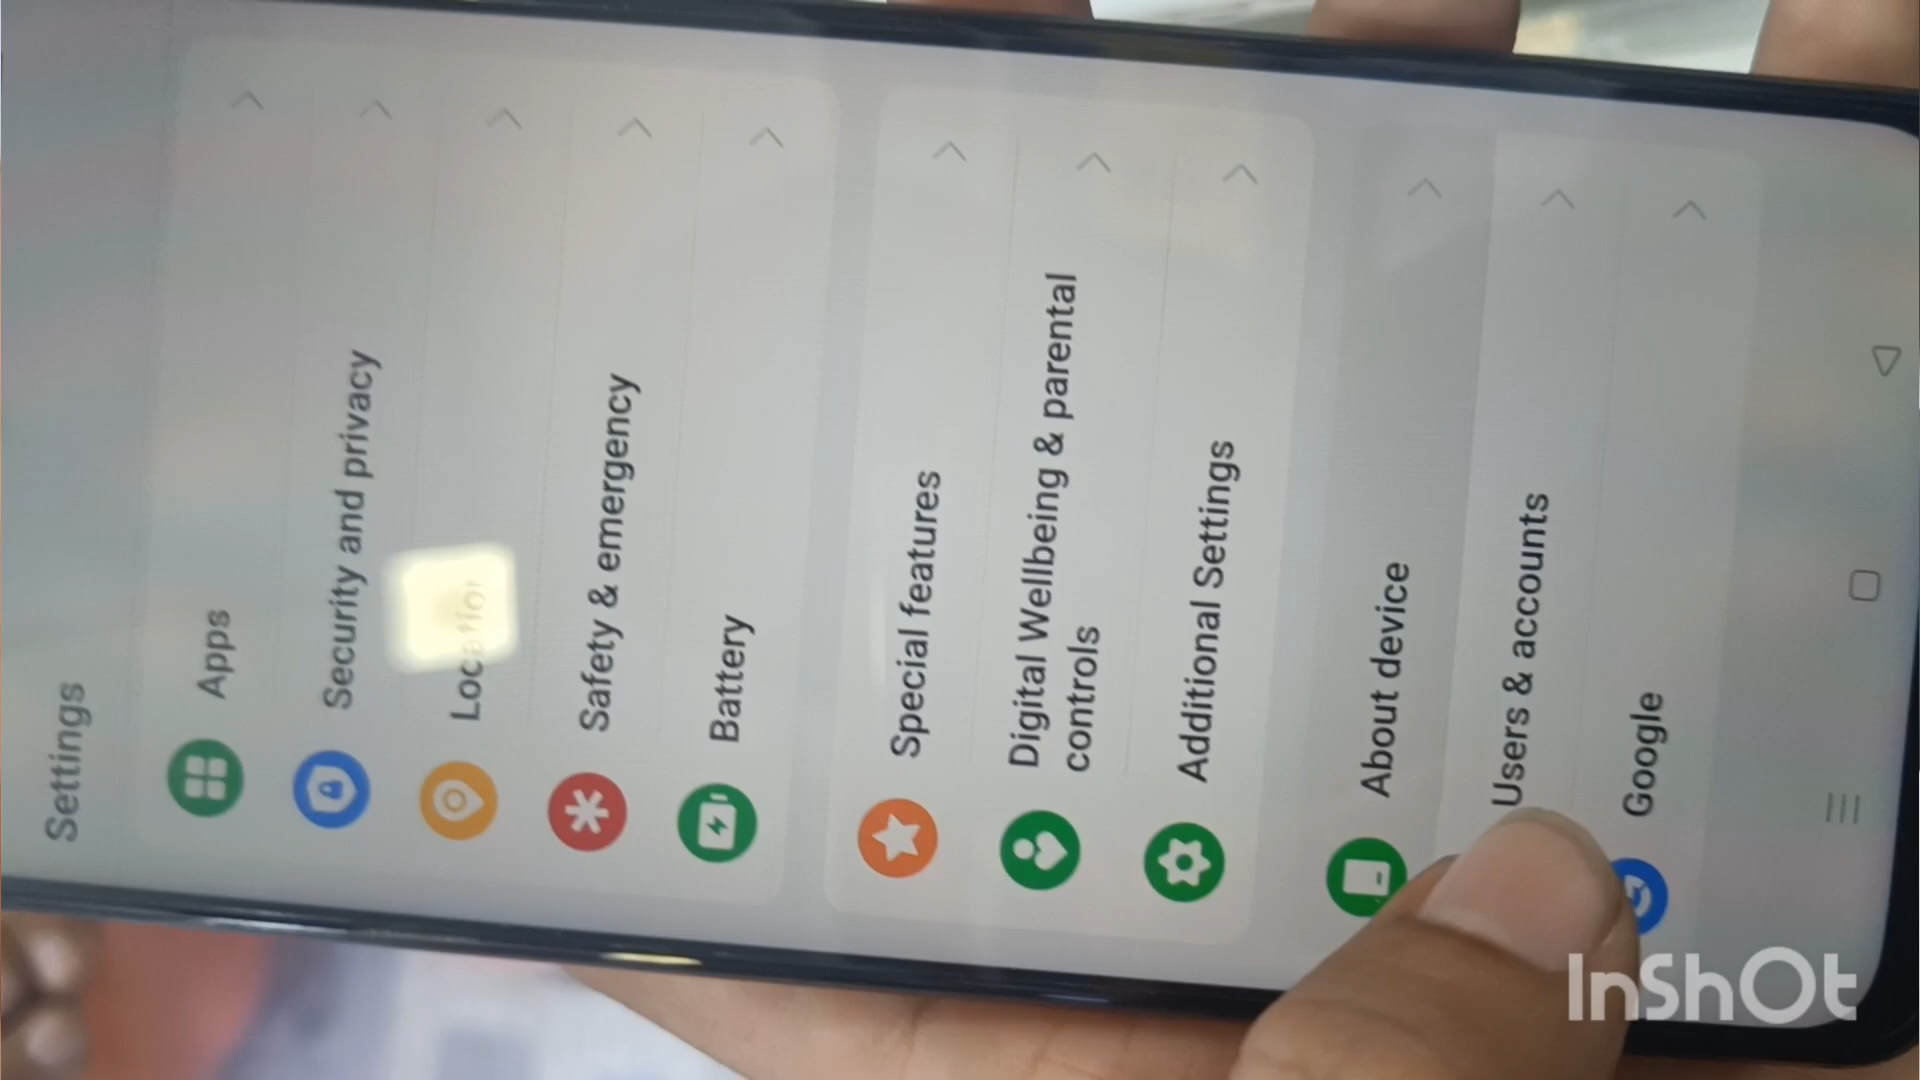 Settings
Apps
Security and privacy
Location
Safety & emergency
Battery
Special features
Digital Wellbeing & parental
controls
Additional Settings
About device
Users & accounts
Google
InShOt